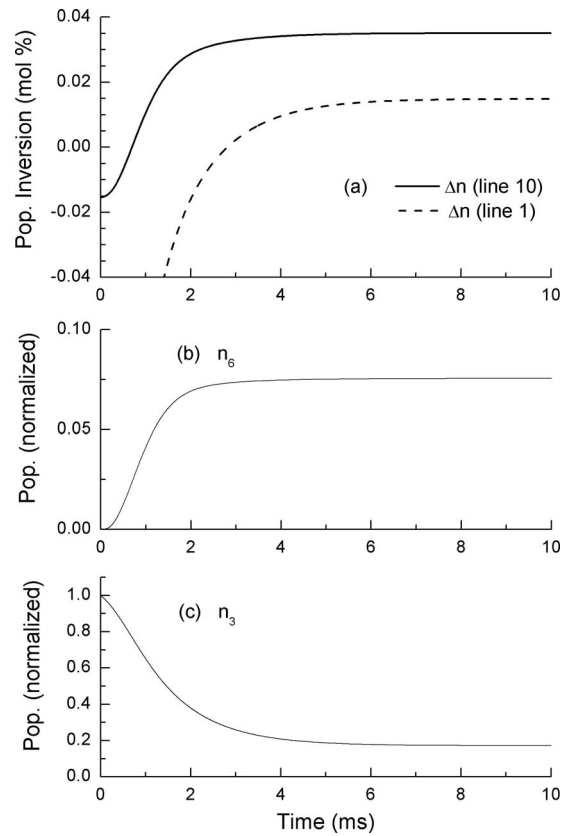 Pop. Inversion (mol %)
0.04
0.02
0.00
-0.02
-0.04
(a) Δn (line 10)
Δn (line 1)
0 2 4 6 8 10
Pop. (normalized)
0.10
0.05
0.00
(b) n₆
0 2 4 6 8 10
Pop. (normalized)
1.0
0.8
0.6
0.4
0.2
0.0
(c) n₃
0 2 4 6 8 10
Time (ms)